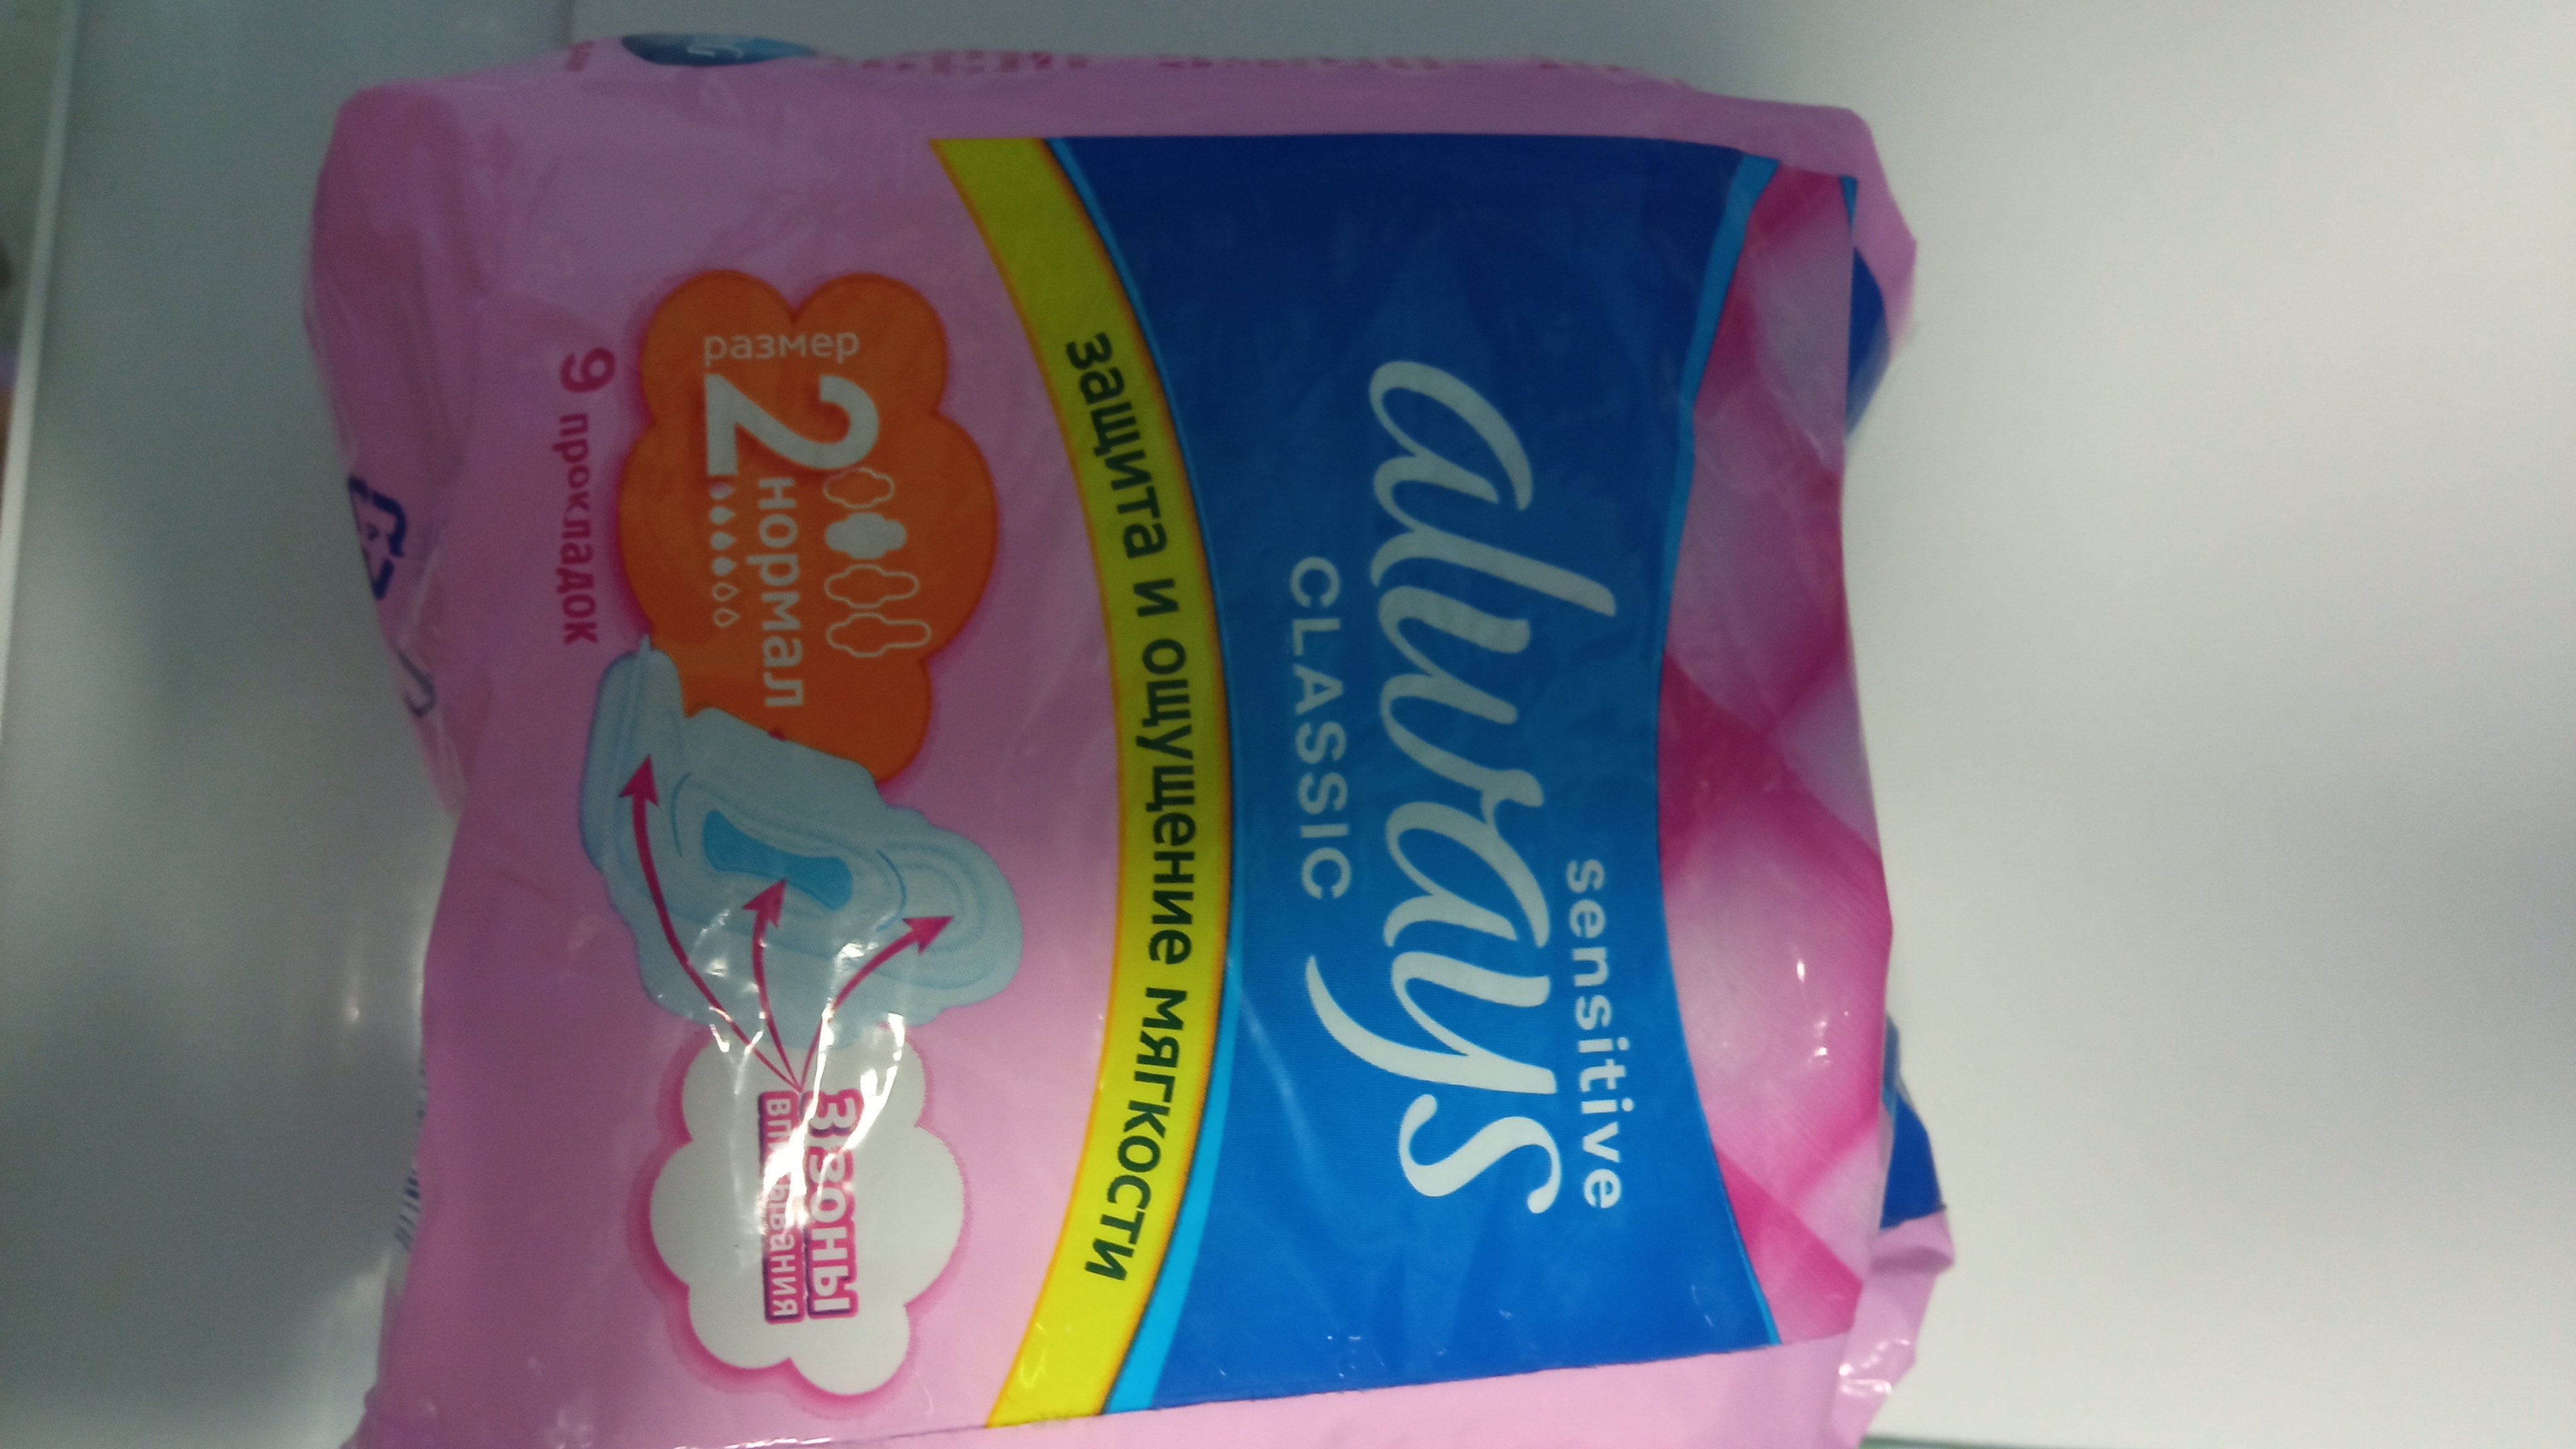 sensitive
always
CLASSIC
защита и ощущение мягкости
размер
2 нормал
9 прокладок
3 зоны
впитывания